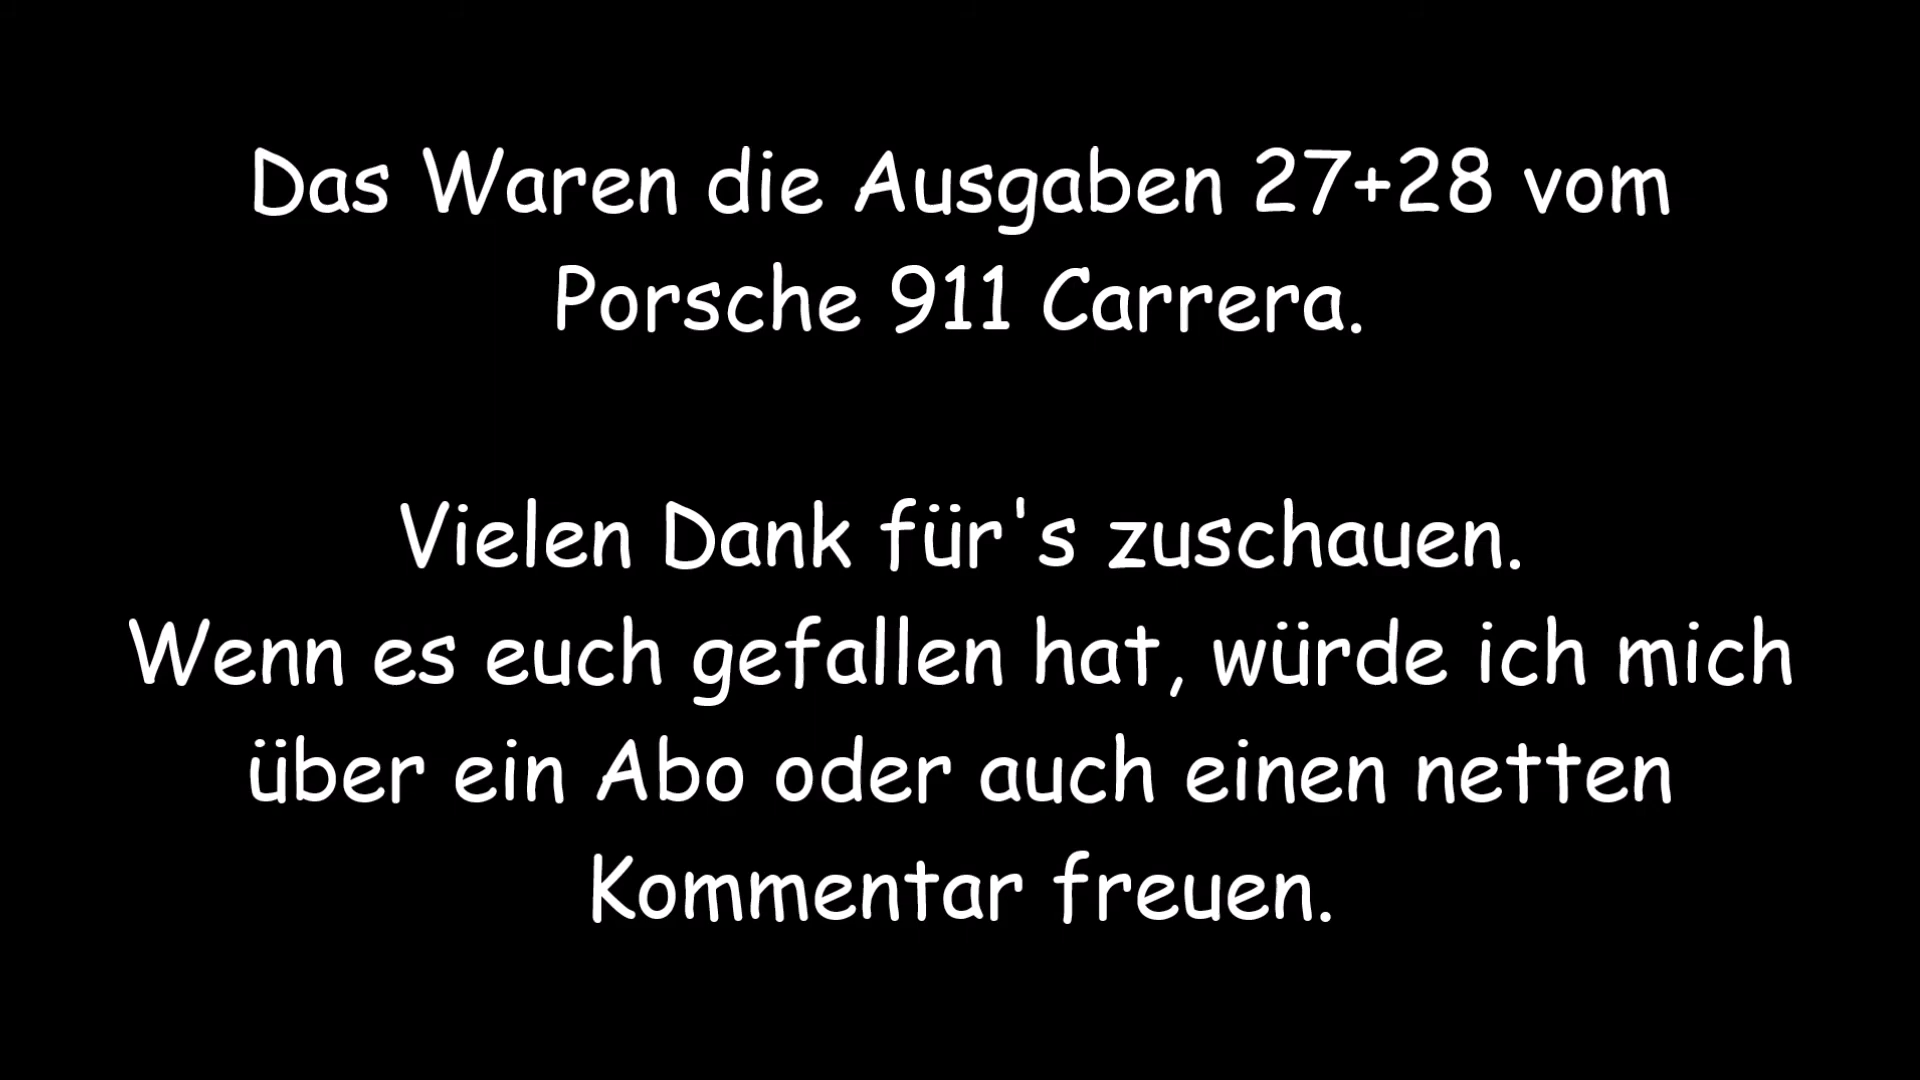 Das Waren die Ausgaben 27+28 vom
Porsche 911 Carrera.
Vielen Dank für's zuschauen.
Wenn es euch gefallen hat, würde ich mich
über ein Abo oder auch einen netten
Kommentar freuen.